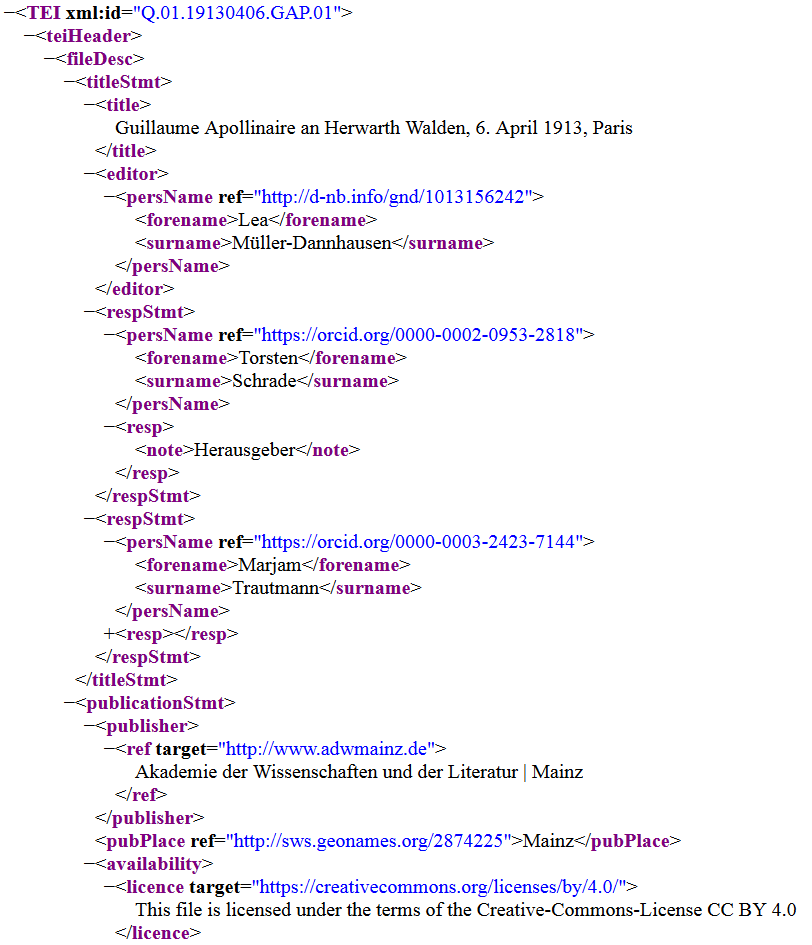 −<TEI xml:id="Q.01.19130406.GAP.01">
−<teiHeader>
−<fileDesc>
−<titleStmt>
−<title>
Guillaume Apollinaire an Herwarth Walden, 6. April 1913, Paris
</title>
−<editor>
−<persName ref="http://d-nb.info/gnd/1013156242">
<forename>Lea</forename>
<surname>Müller-Dannhausen</surname>
</persName>
</editor>
−<respStmt>
−<persName ref="https://orcid.org/0000-0002-0953-2818">
<forename>Torsten</forename>
<surname>Schrade</surname>
</persName>
−<resp>
<note>Herausgeber</note>
</resp>
</respStmt>
−<respStmt>
−<persName ref="https://orcid.org/0000-0003-2423-7144">
<forename>Marjam</forename>
<surname>Trautmann</surname>
</persName>
+<resp></resp>
</respStmt>
</titleStmt>
−<publicationStmt>
−<publisher>
−<ref target="http://www.adwmainz.de">
Akademie der Wissenschaften und der Literatur | Mainz
</ref>
</publisher>
<pubPlace ref="http://sws.geonames.org/2874225">Mainz</pubPlace>
−<availability>
−<licence target="https://creativecommons.org/licenses/by/4.0/">
This file is licensed under the terms of the Creative-Commons-License CC BY 4.0
</licence>